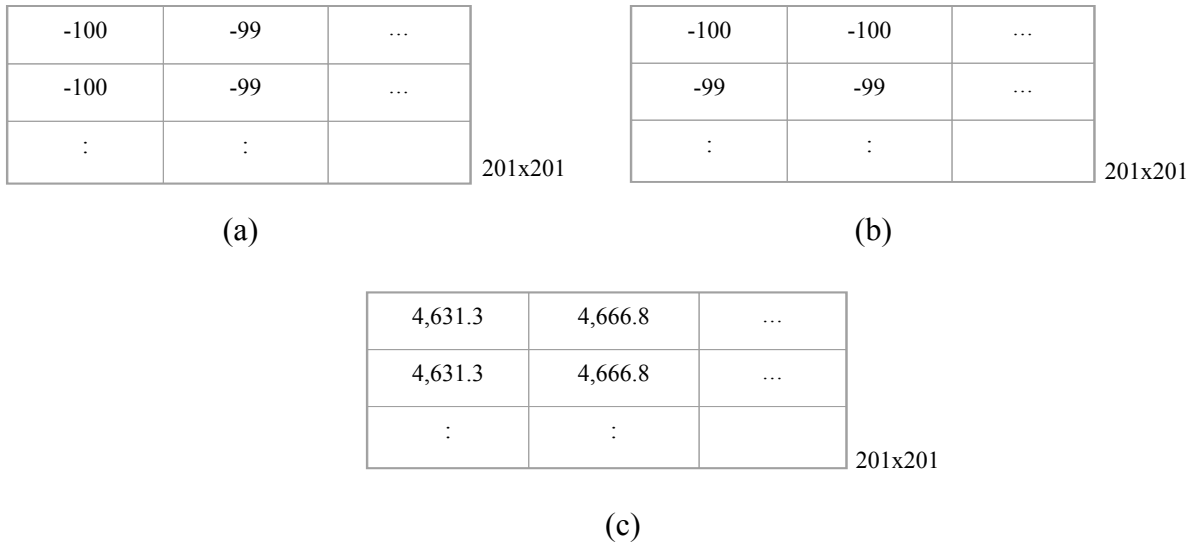 -100 -99 ...
-100 -99 ...
: :
201x201
(a)
-100 -100 ...
-99 -99 ...
: :
201x201
(b)
4,631.3 4,666.8 ...
4,631.3 4,666.8 ...
: :
201x201
(c)